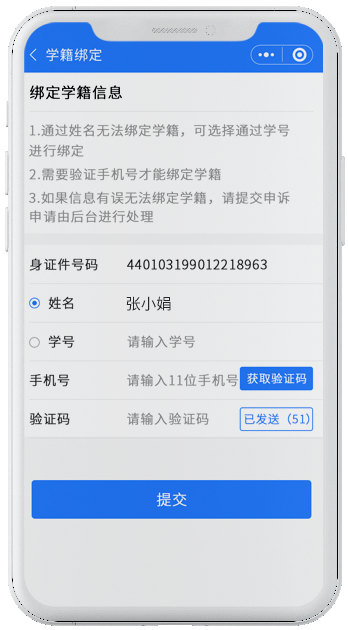 学籍绑定
绑定学籍信息
1.通过姓名无法绑定学籍，可选择通过学号
进行绑定
2.需要验证手机号才能绑定学籍
3.如果信息有误无法绑定学籍，请提交申诉
申请由后台进行处理
身证件号码 440103199012218963
姓名 张小娟
学号 请输入学号
手机号 请输入11位手机号 获取验证码
验证码 请输入验证码 已发送（51）
提交